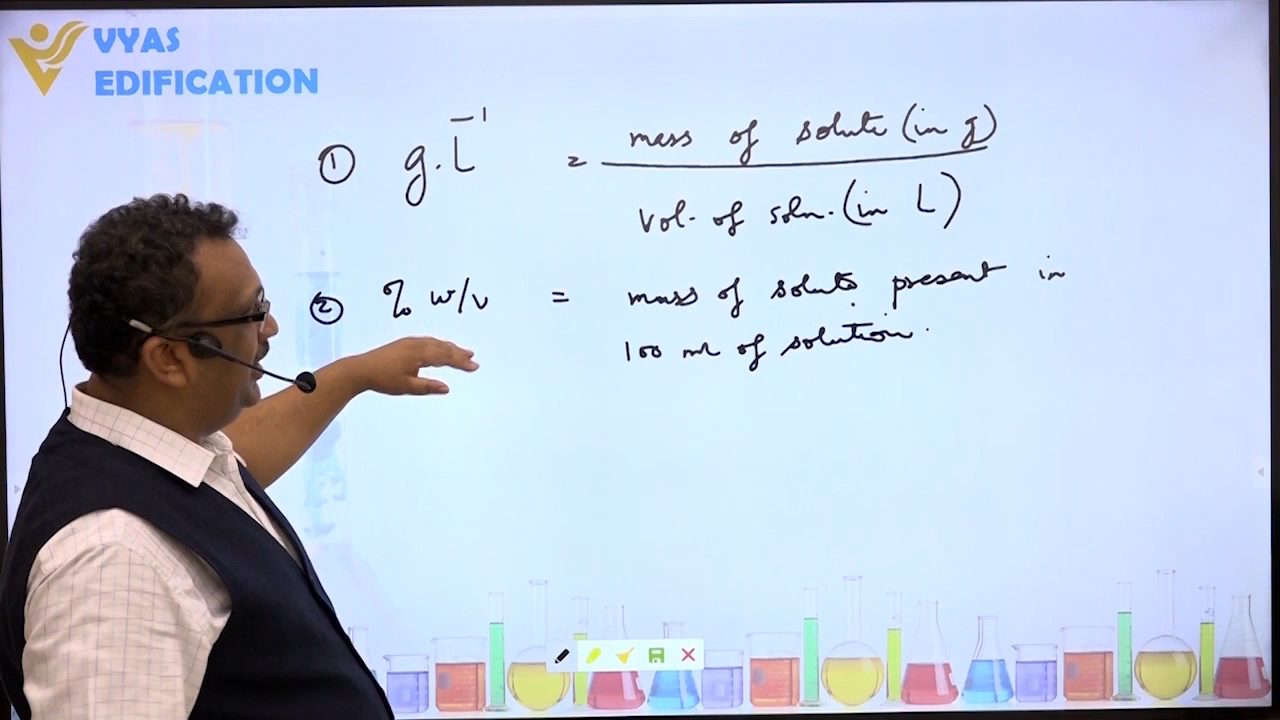 VYAS
EDIFICATION
① g.L⁻¹ = mass of solute (in g)
vol. of soln. (in L)
② % w/v = mass of solute present in
100 ml of solution.